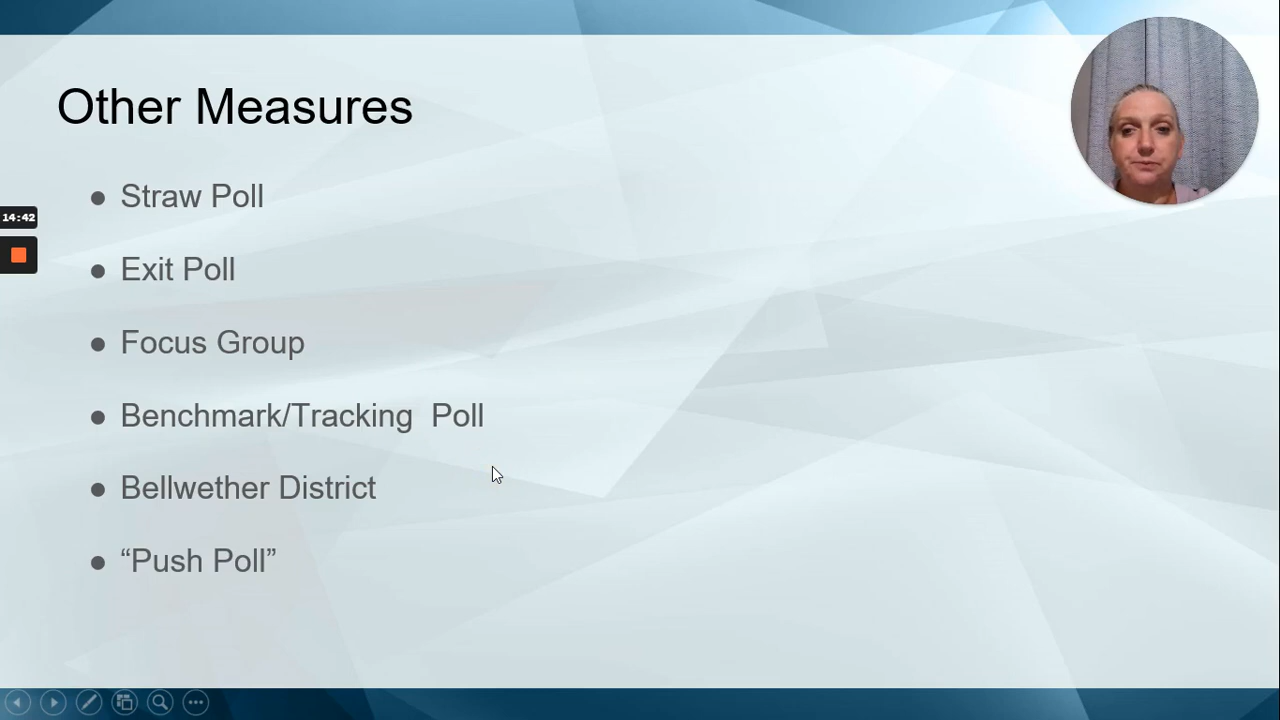 Other Measures
14:42
● Straw Poll
● Exit Poll
● Focus Group
● Benchmark/Tracking  Poll
● Bellwether District
● “Push Poll”